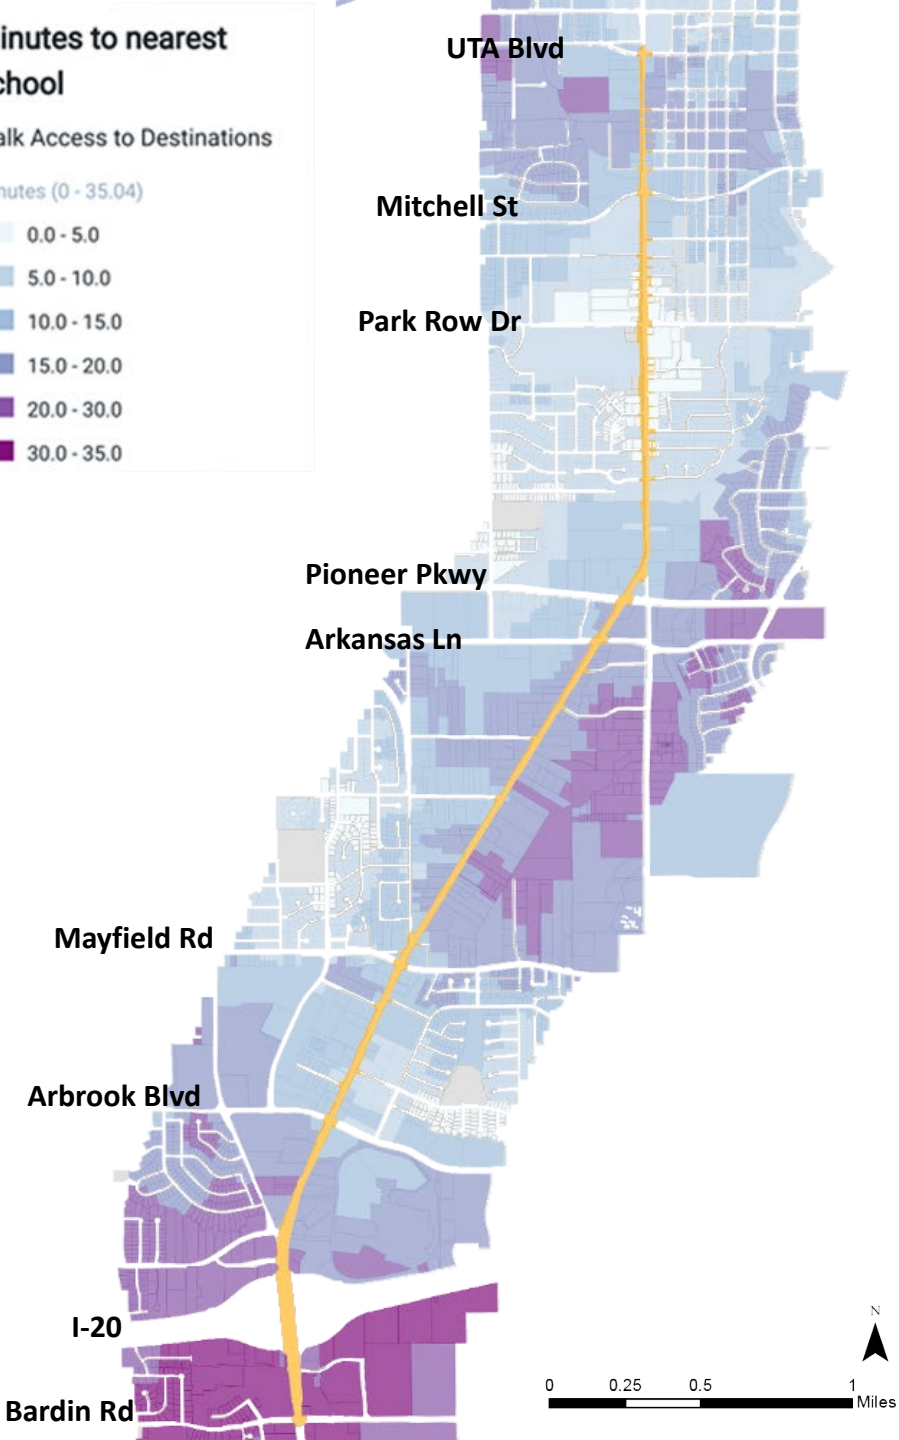 inutes to nearest
chool
alk Access to Destinations
nutes (0 - 35.04)
0.0 - 5.0
5.0 - 10.0
10.0 - 15.0
15.0 - 20.0
20.0 - 30.0
30.0 - 35.0
UTA Blvd
Mitchell St
Park Row Dr
Pioneer Pkwy
Arkansas Ln
Mayfield Rd
Arbrook Blvd
I-20
Bardin Rd
N
0 0.25 0.5 1
Miles